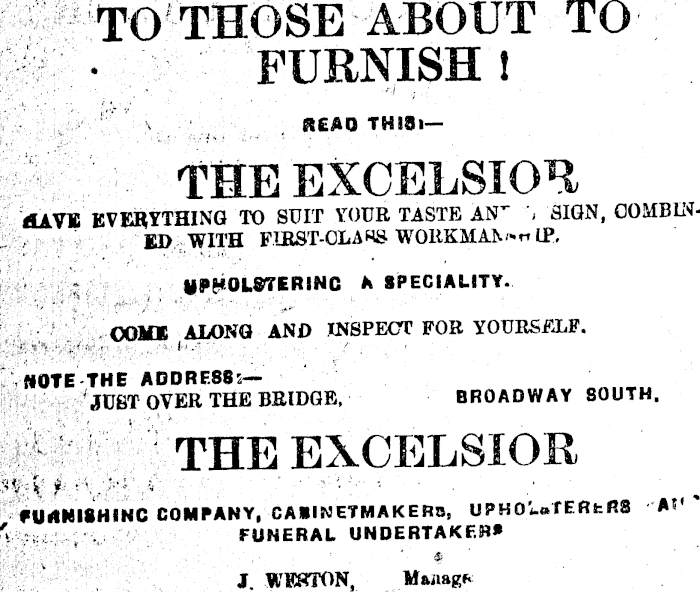 TO THOSE ABOUT TO
FURNISH !
READ THIS:—
THE EXCELSIOR
HAVE EVERYTHING TO SUIT YOUR TASTE SIGN, COMBIN-
ED WITH FIRST-CLASS WORKMANSHIP.
UPHOLSTERING A SPECIALITY.
COME ALONG AND INSPECT FOR YOURSELF.
NOTE THE ADDRESS:—
JUST OVER THE BRIDGE, BROADWAY SOUTH.
THE EXCELSIOR
FURNISHING COMPANY, CABINETMAKERS, UPHOLSTERERS
FUNERAL UNDERTAKERS
J. WESTON, Manage